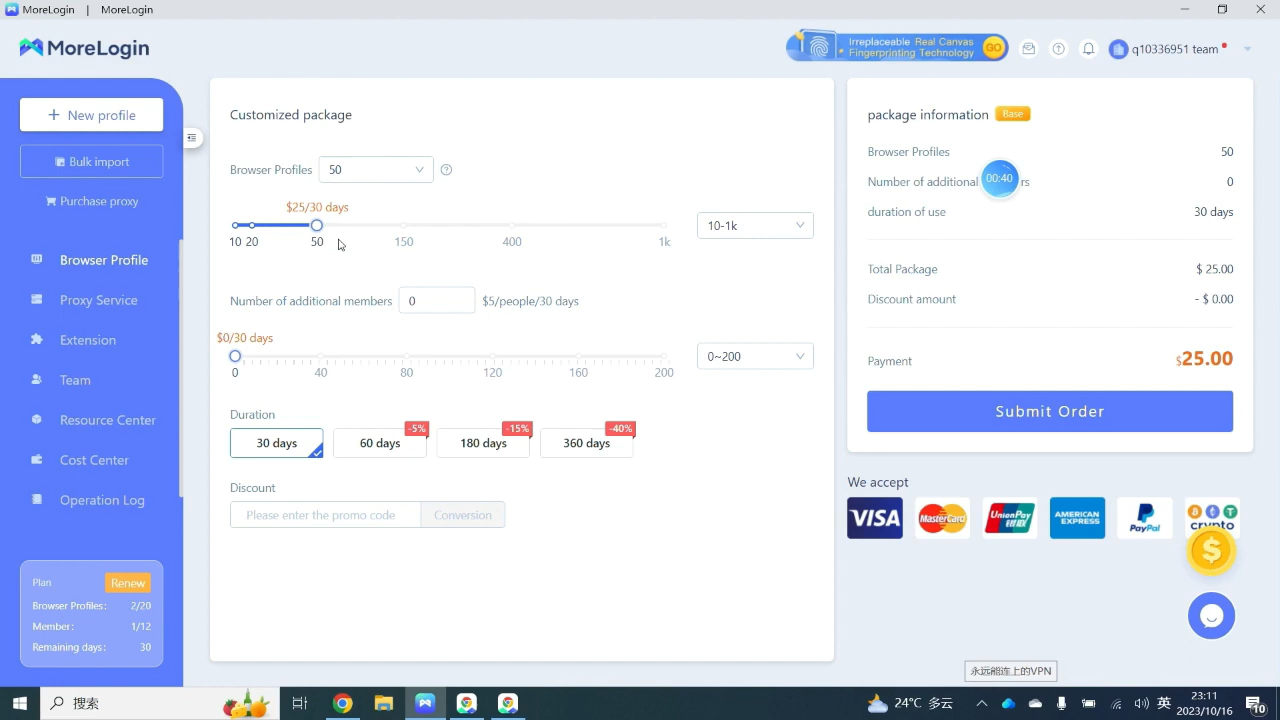 MoreLogin | MoreLogin
MoreLogin
Irreplaceable Real Canvas
Fingerprinting Technology
GO
q10336951 team
New profile
Bulk import
Purchase proxy
Browser Profile
Proxy Service
Extension
Team
Resource Center
Cost Center
Operation Log
Plan Renew
Browser Profiles: 2/20
Member: 1/12
Remaining days: 30
Customized package
Browser Profiles 50
$25/30 days
10 20 50 150 400 1k
10-1k
Number of additional members 0 $5/people/30 days
$0/30 days
0 40 80 120 160 200
0~200
Duration
-5% -15% -40%
30 days 60 days 180 days 360 days
Discount
Please enter the promo code Conversion
package information Base
Browser Profiles 50
Number of additional rs 0
00:40
duration of use 30 days
Total Package $ 25.00
Discount amount - $ 0.00
Payment $25.00
Submit Order
We accept
VISA MasterCard UnionPay 银联 AMERICAN EXPRESS PayPal crypto
永远能连上的VPN
搜索
24°C 多云
英
23:11
2023/10/16
10